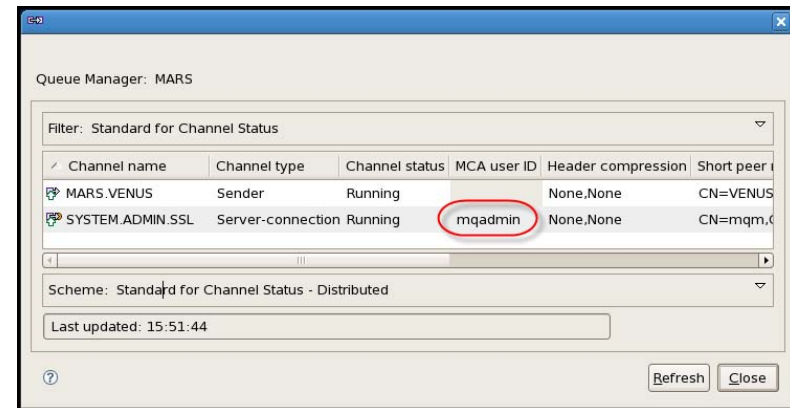 Queue Manager: MARS
Filter: Standard for Channel Status
Channel name Channel type Channel status MCA user ID Header compression Short peer
MARS.VENUS Sender Running None,None CN=VENUS
SYSTEM.ADMIN.SSL Server-connection Running mqadmin None,None CN=mqm,
Scheme: Standard for Channel Status - Distributed
Last updated: 15:51:44
Refresh Close